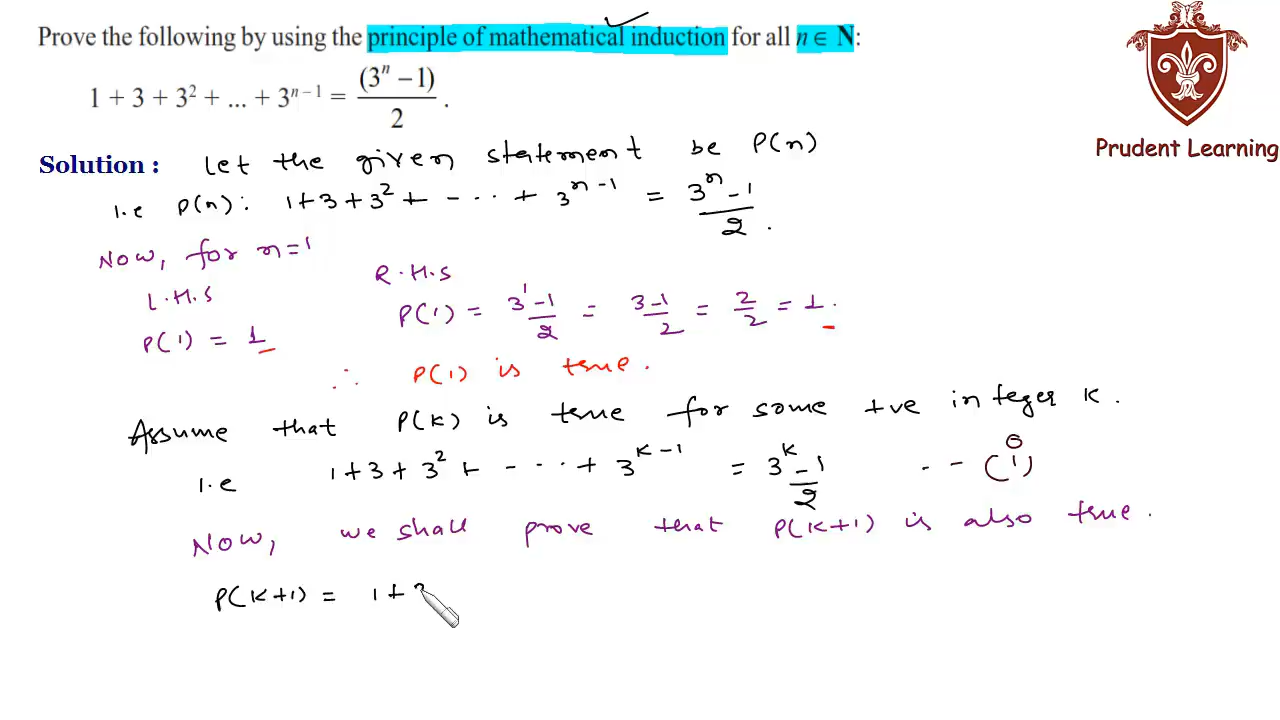 Prove the following by using the principle of mathematical induction for all n ∈ N:
1 + 3 + 3² + ... + 3ⁿ⁻¹ = (3ⁿ − 1)/2 .
Prudent Learning
Solution : Let the given statement be P(n)
i.e P(n): 1+3+3²+ - - - - + 3ⁿ⁻¹ = (3ⁿ-1)/2 .
Now, for n=1
L.H.S
P(1) = 1
R.H.S
P(1) = (3¹-1)/2 = (3-1)/2 = 2/2 = 1.
∴ P(1) is true.
Assume that P(k) is true for some +ve integer k.
i.e 1+3+3²+ - - - - + 3ᵏ⁻¹ = (3ᵏ-1)/2 - - (i)
Now, we shall prove that P(k+1) is also true.
P(k+1) = 1+